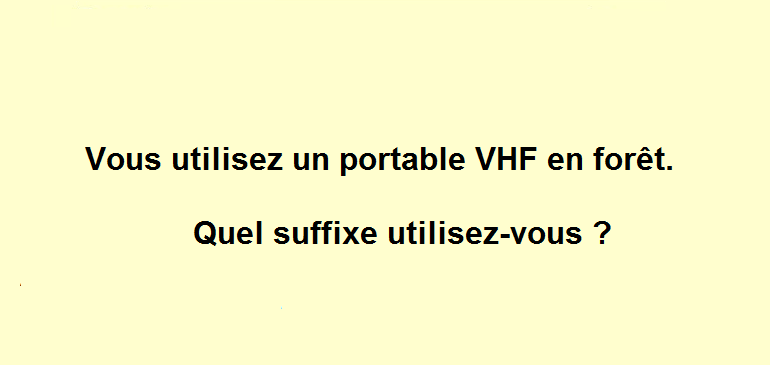 Vous utilisez un portable VHF en forêt.
Quel suffixe utilisez-vous ?